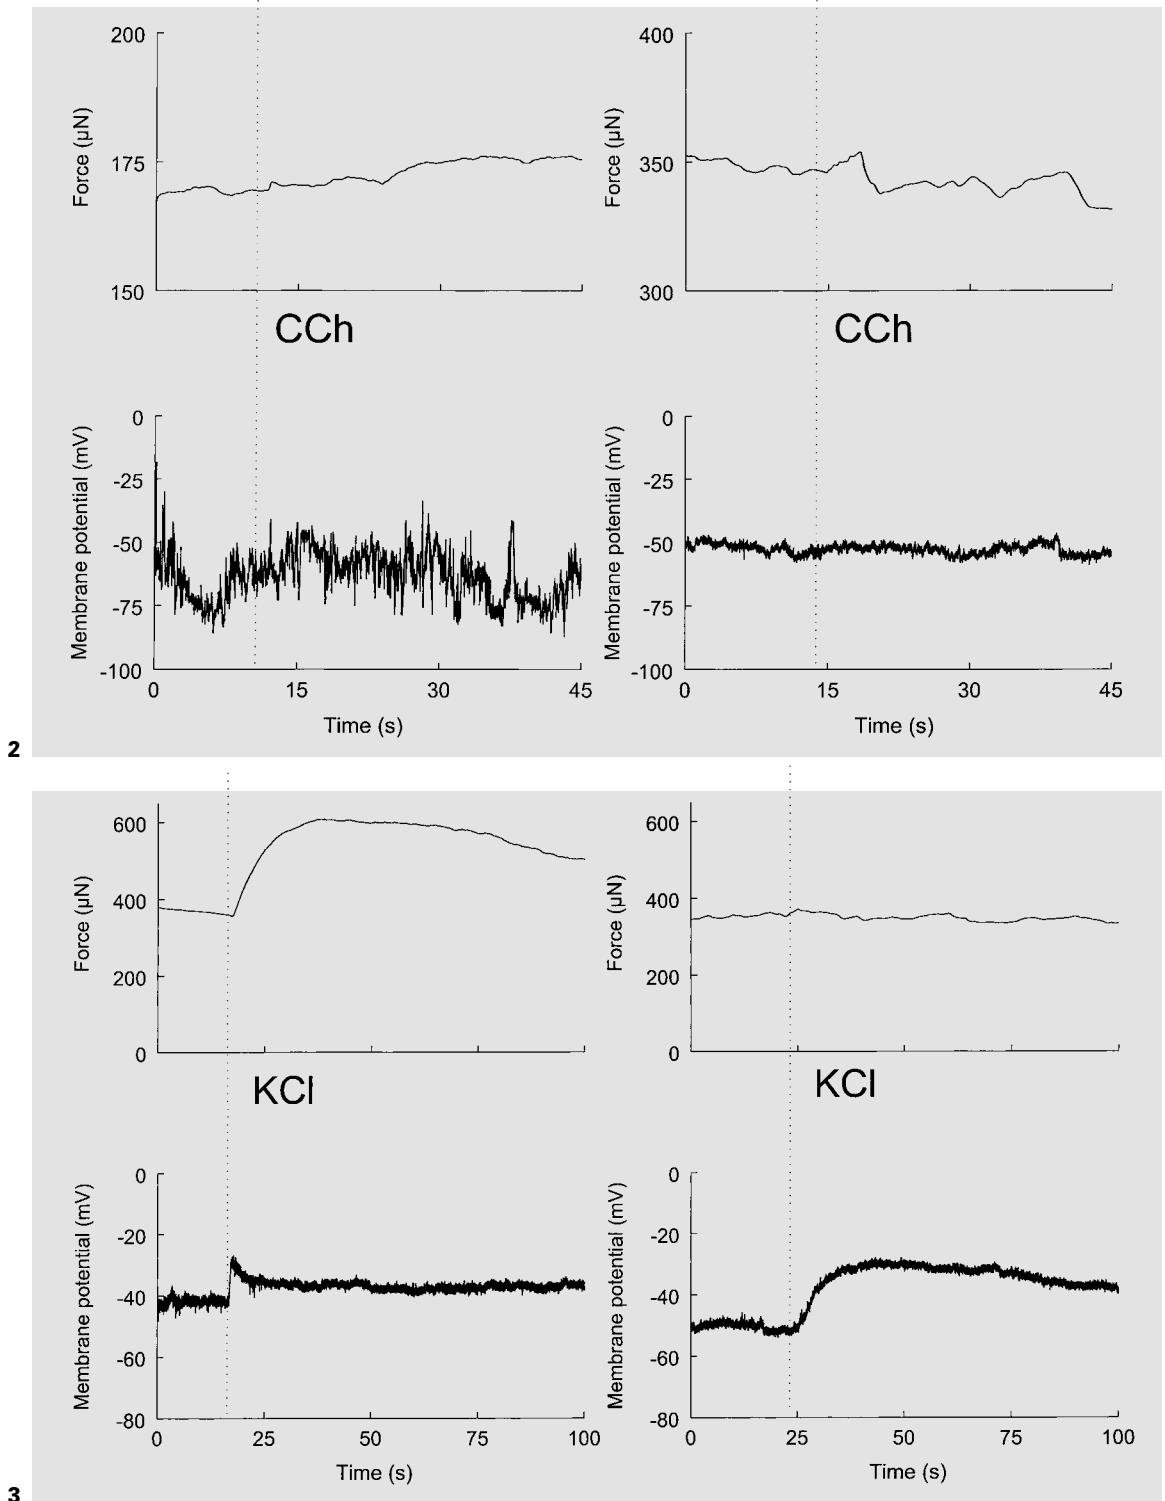 200
175
150
Force (µN)
CCh
0
-25
-50
-75
-100
Membrane potential (mV)
0 15 30 45
Time (s)
400
350
300
Force (µN)
CCh
0
-25
-50
-75
-100
Membrane potential (mV)
0 15 30 45
Time (s)
2
600
400
200
0
Force (µN)
KCl
0
-20
-40
-60
-80
Membrane potential (mV)
0 25 50 75 100
Time (s)
600
400
200
0
Force (µN)
KCl
0
-20
-40
-60
-80
Membrane potential (mV)
0 25 50 75 100
Time (s)
3